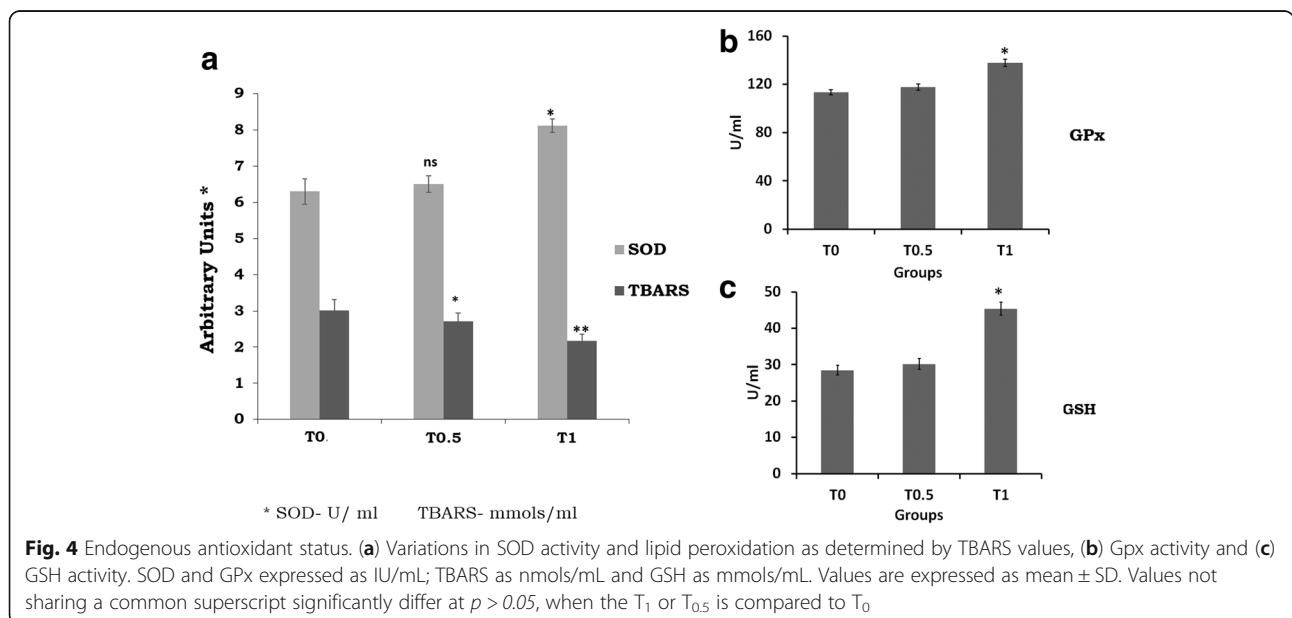 a
9
8
7
6
5
4
3
2
1
0
Arbitrary Units *
ns
*
*
**
T0.
T0.5
T1
SOD
TBARS
* SOD- U/ ml TBARS- mmols/ml
b
160
120
80
40
0
U/ml
*
T0
T0.5
T1
Groups
GPx
c
50
40
30
20
10
0
U/ml
*
T0
T0.5
T1
Groups
GSH
Fig. 4 Endogenous antioxidant status. (a) Variations in SOD activity and lipid peroxidation as determined by TBARS values, (b) Gpx activity and (c)
GSH activity. SOD and GPx expressed as IU/mL; TBARS as nmols/mL and GSH as mmols/mL. Values are expressed as mean ± SD. Values not
sharing a common superscript significantly differ at p > 0.05, when the T1 or T0.5 is compared to T0